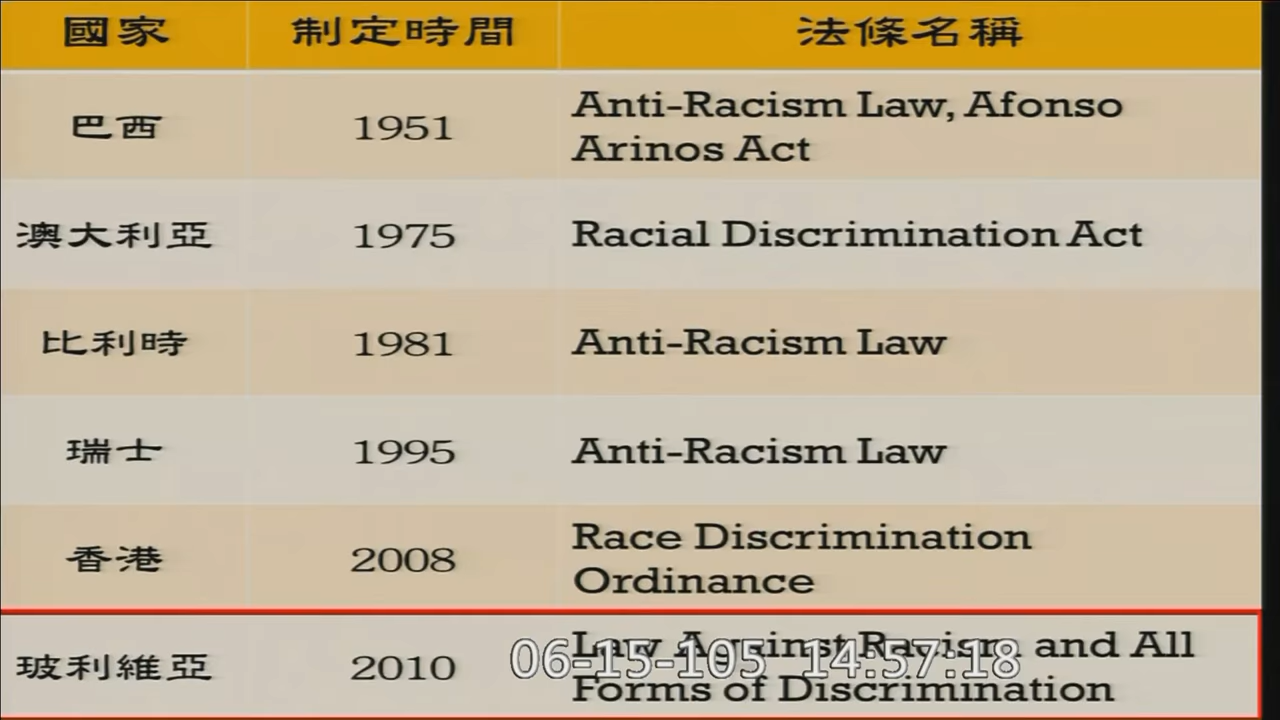 國家 制定時間 法條名稱
巴西 1951 Anti-Racism Law, Afonso
Arinos Act
澳大利亞 1975 Racial Discrimination Act
比利時 1981 Anti-Racism Law
瑞士 1995 Anti-Racism Law
香港 2008 Race Discrimination
Ordinance
玻利維亞 2010 Law Against Racism and All
Forms of Discrimination
06-15-105 14:57:18